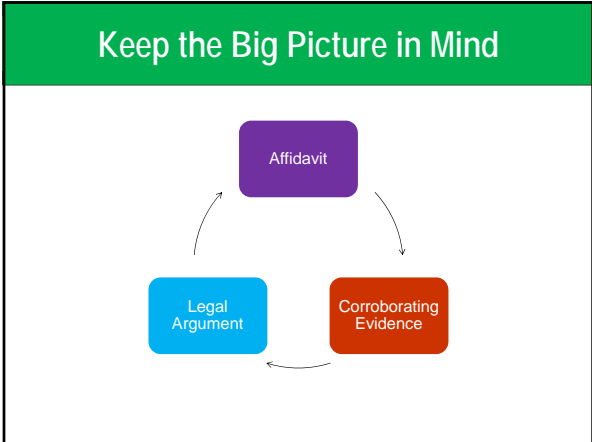 Keep the Big Picture in Mind
Affidavit
Legal
Argument
Corroborating
Evidence